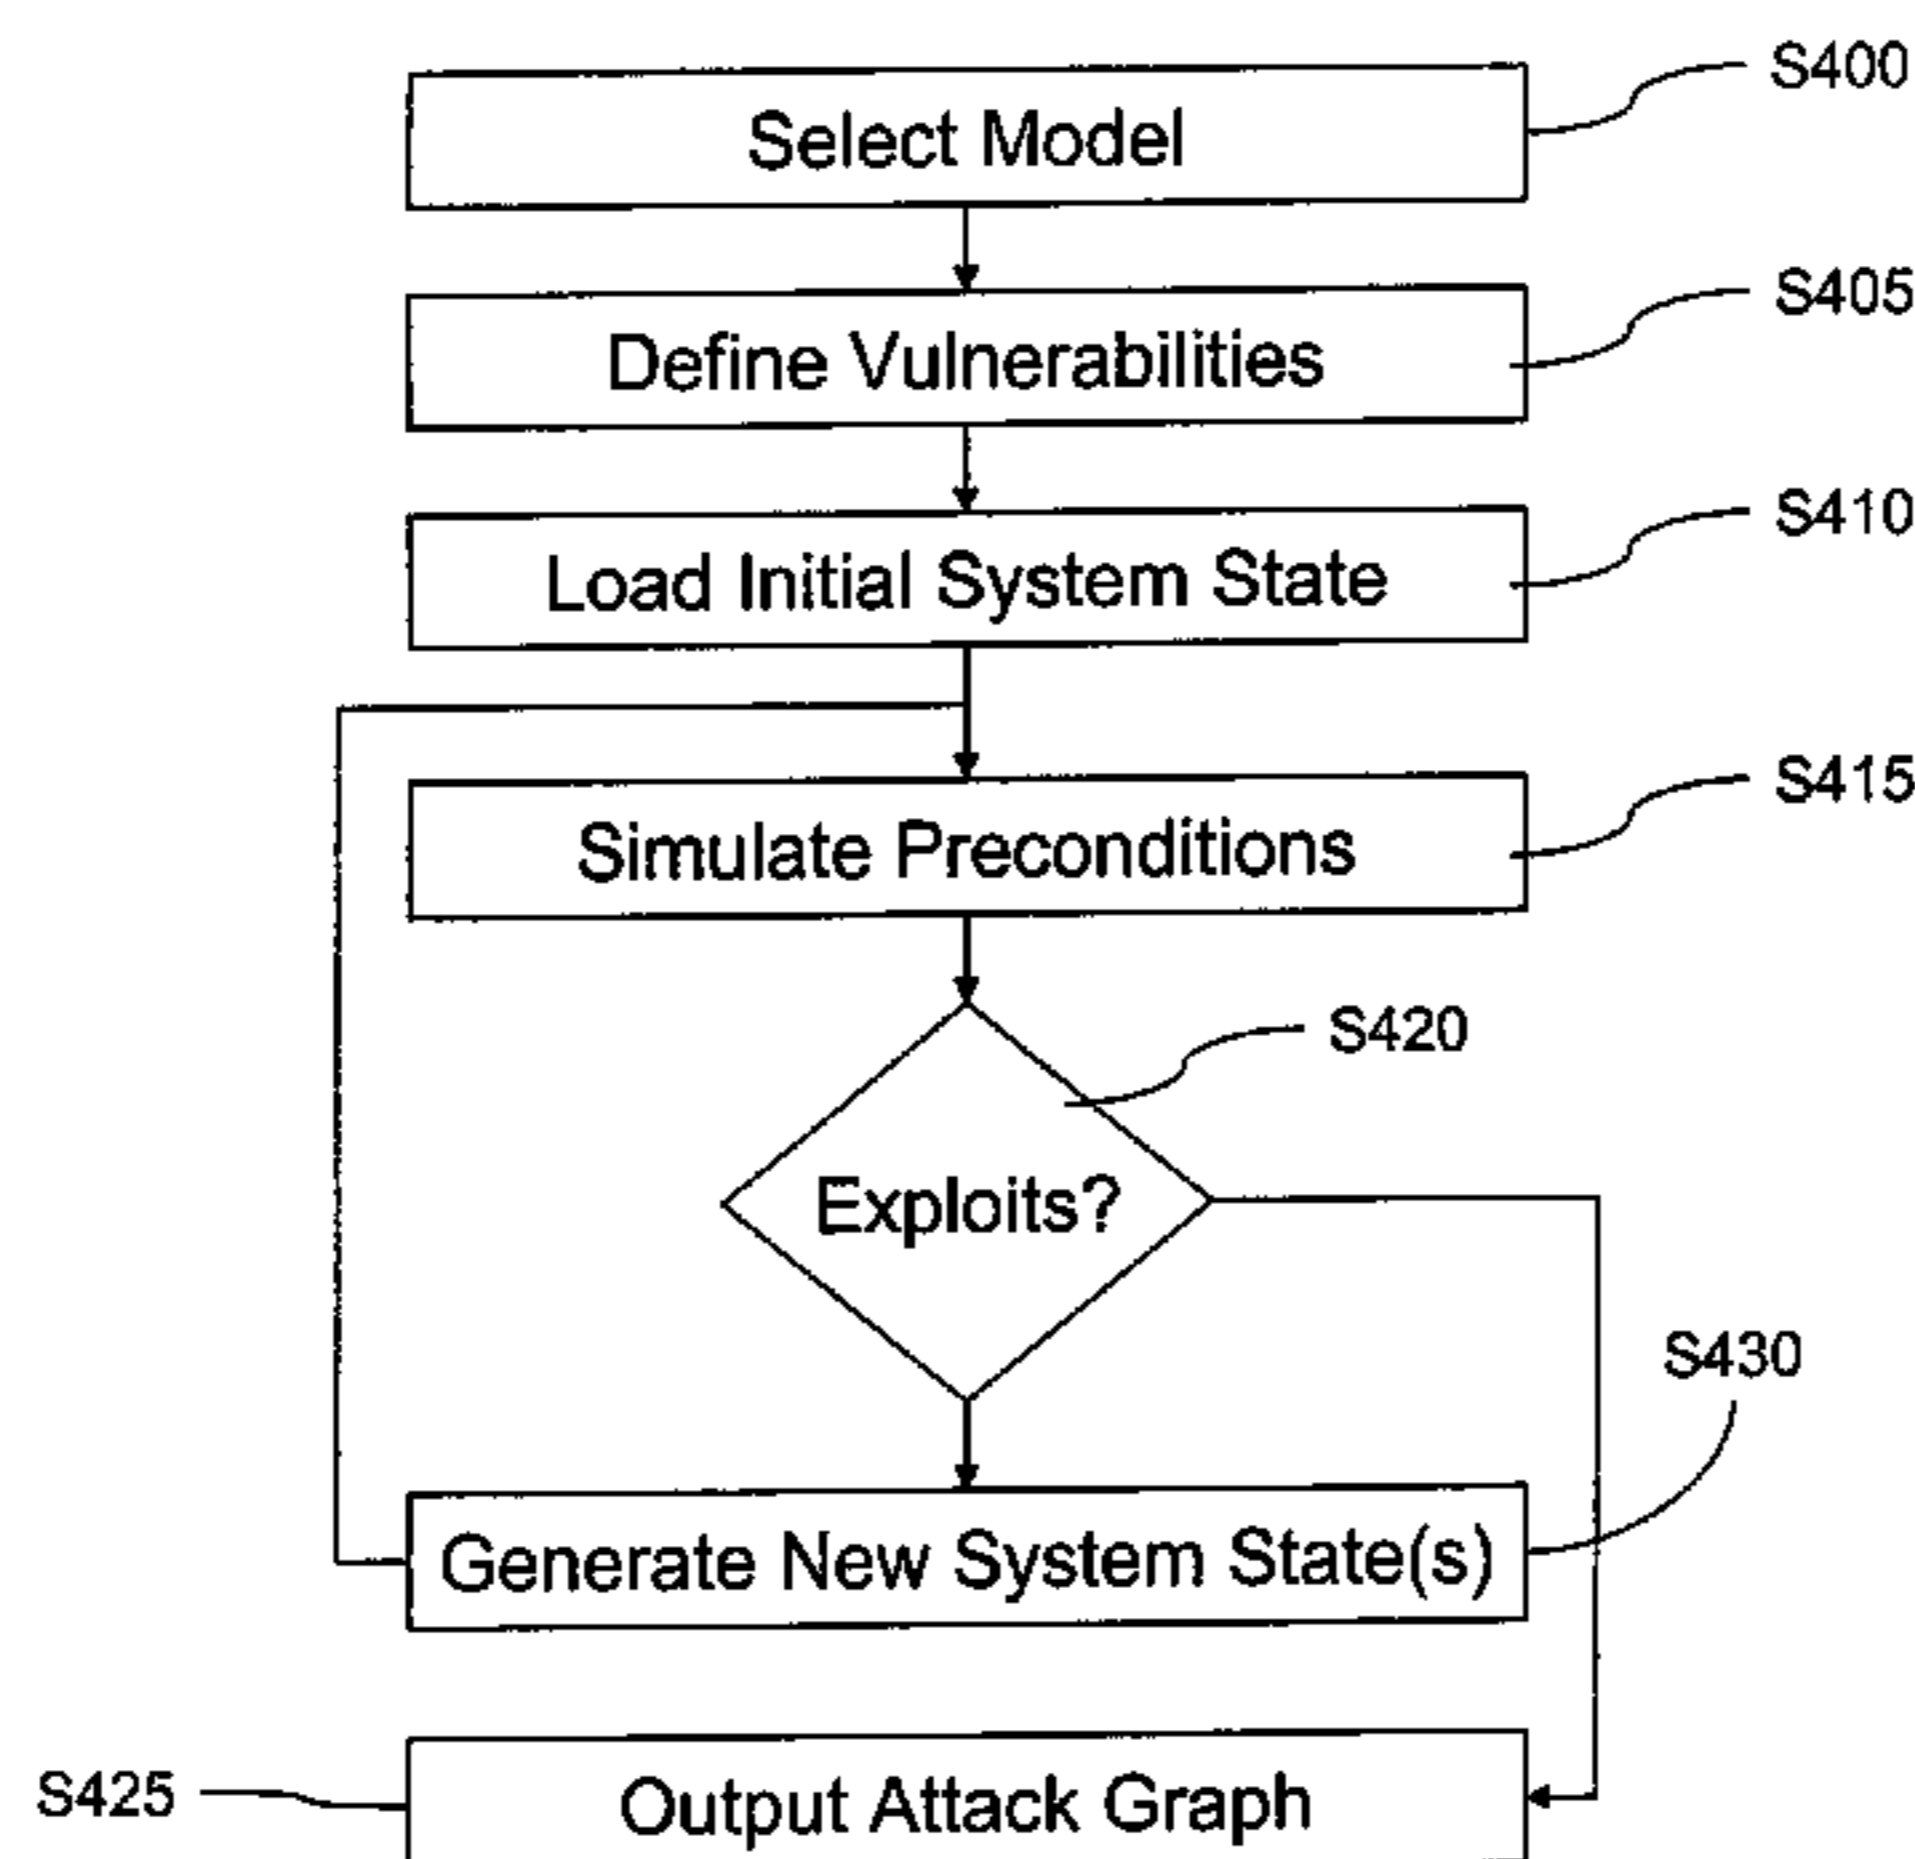 Select Model
S400
Define Vulnerabilities
S405
Load Initial System State
S410
Simulate Preconditions
S415
S420
Exploits?
S430
Generate New System State(s)
S425
Output Attack Graph